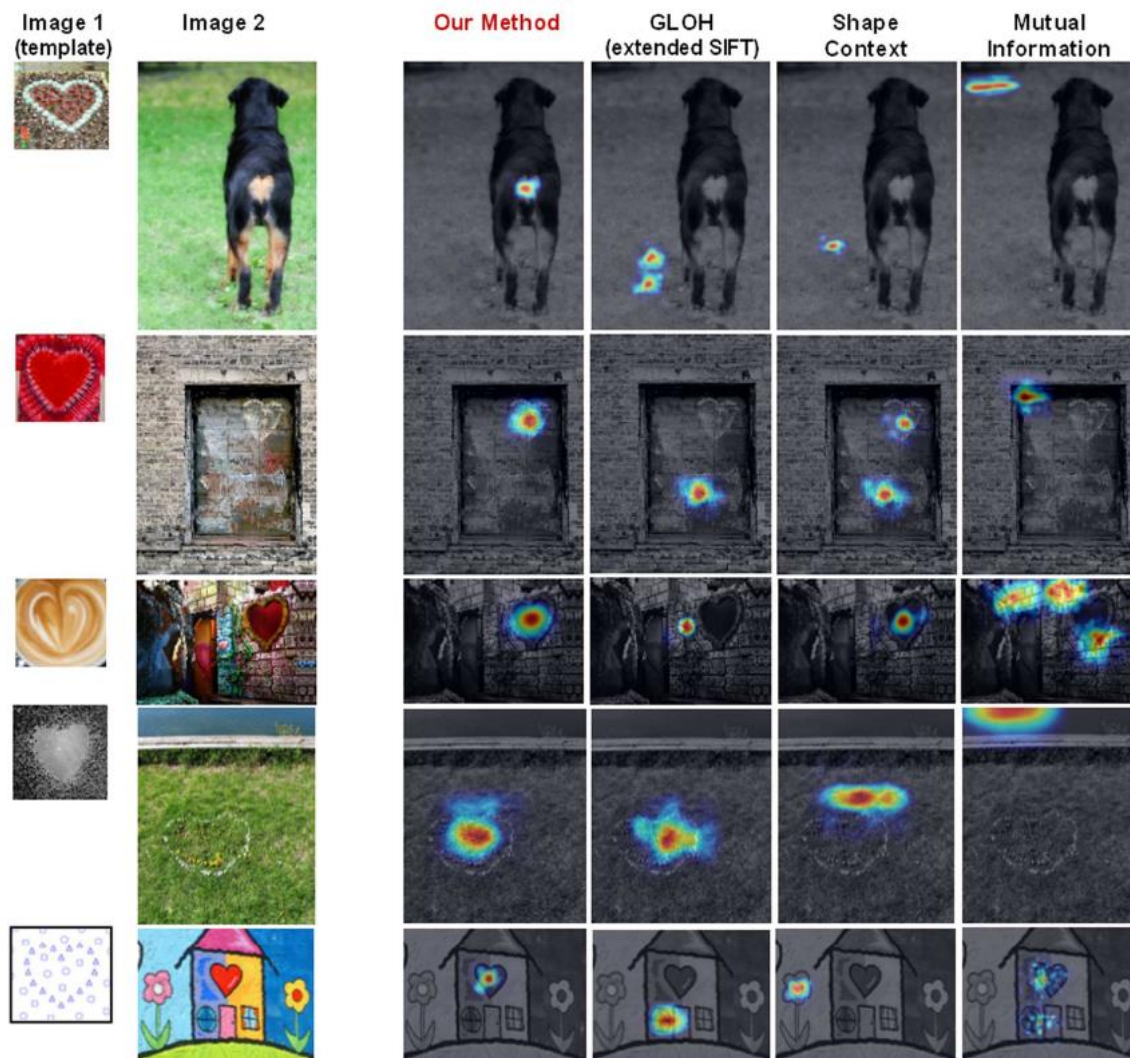 Image 1
(template)
Image 2
Our Method
GLOH
(extended SIFT)
Shape
Context
Mutual
Information